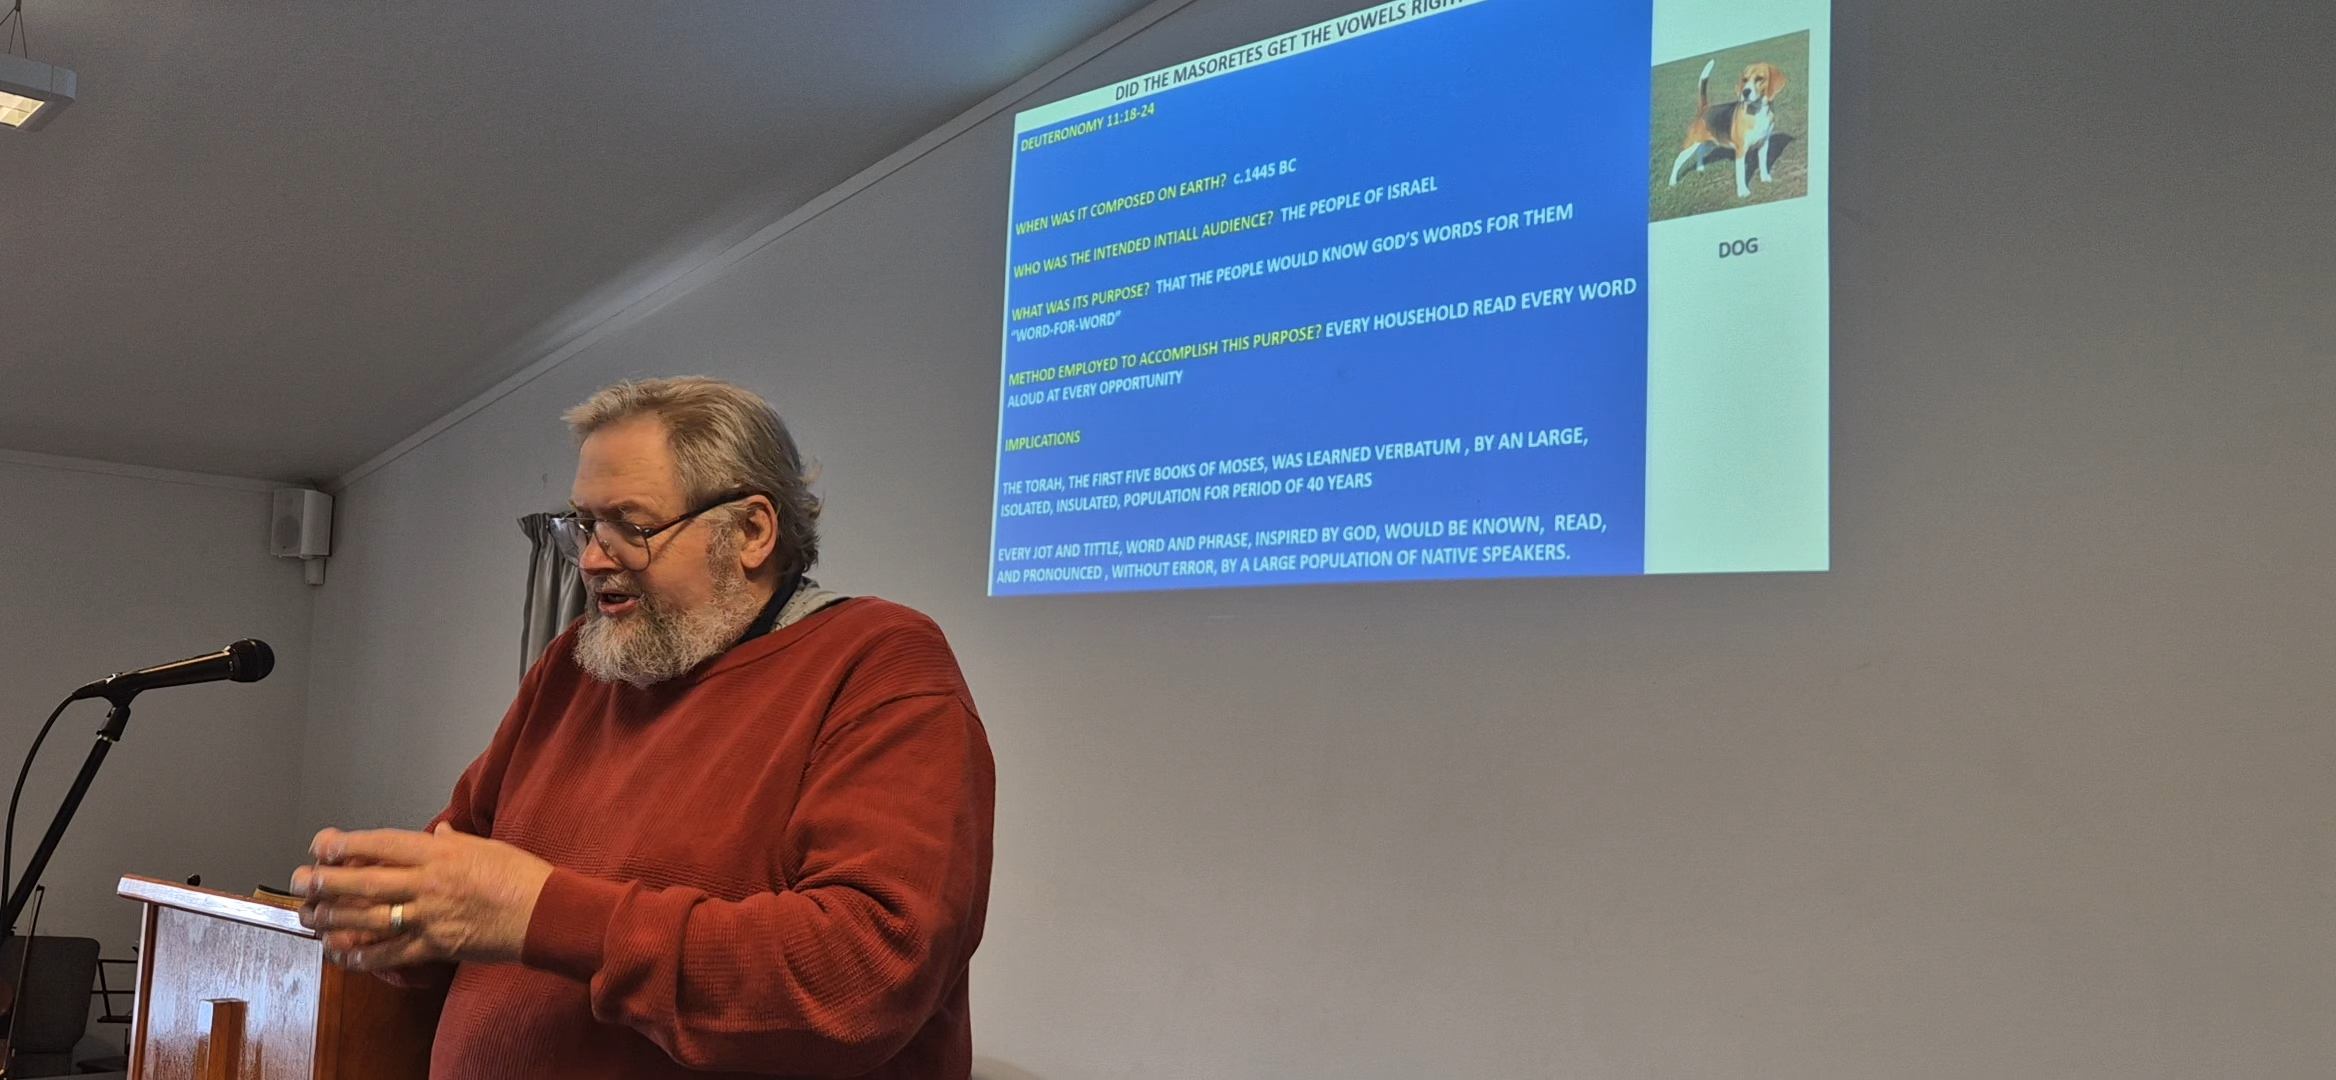 DID THE MASORETES GET THE VOWELS RIGHT
DEUTERONOMY 11:18-24
WHEN WAS IT COMPOSED ON EARTH? c.1445 BC
WHO WAS THE INTENDED INTIALL AUDIENCE? THE PEOPLE OF ISRAEL
WHAT WAS ITS PURPOSE? THAT THE PEOPLE WOULD KNOW GOD'S WORDS FOR THEM
"WORD-FOR-WORD"
METHOD EMPLOYED TO ACCOMPLISH THIS PURPOSE? EVERY HOUSEHOLD READ EVERY WORD
ALOUD AT EVERY OPPORTUNITY
IMPLICATIONS
THE TORAH, THE FIRST FIVE BOOKS OF MOSES, WAS LEARNED VERBATUM , BY AN LARGE,
ISOLATED, INSULATED, POPULATION FOR PERIOD OF 40 YEARS
EVERY JOT AND TITTLE, WORD AND PHRASE, INSPIRED BY GOD, WOULD BE KNOWN, READ,
AND PRONOUNCED , WITHOUT ERROR, BY A LARGE POPULATION OF NATIVE SPEAKERS.
DOG